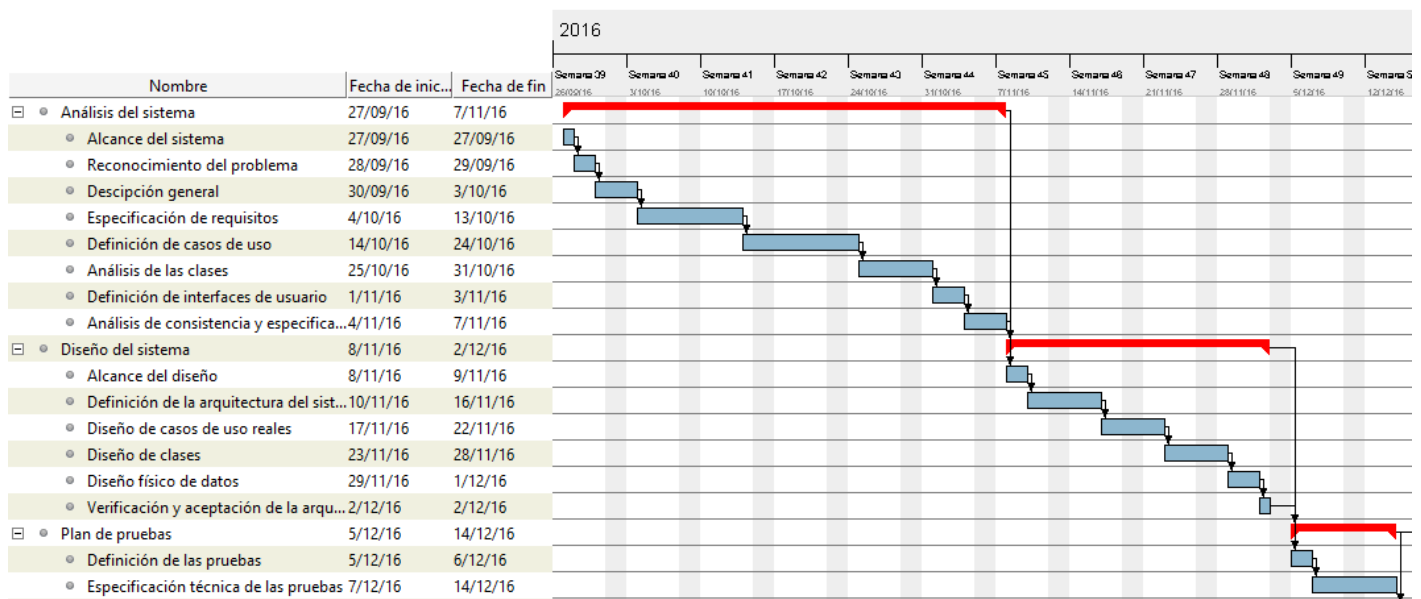 2016
Semana 39 Semana 40 Semana 41 Semana 42 Semana 43 Semana 44 Semana 45 Semana 46 Semana 47 Semana 48 Semana 49 Semana 5
Nombre Fecha de inic... Fecha de fin
26/09/16 3/10/16 10/10/16 17/10/16 24/10/16 31/10/16 7/11/16 14/11/16 21/11/16 28/11/16 5/12/16 12/12/16
Análisis del sistema 27/09/16 7/11/16
Alcance del sistema 27/09/16 27/09/16
Reconocimiento del problema 28/09/16 29/09/16
Descipción general 30/09/16 3/10/16
Especificación de requisitos 4/10/16 13/10/16
Definición de casos de uso 14/10/16 24/10/16
Análisis de las clases 25/10/16 31/10/16
Definición de interfaces de usuario 1/11/16 3/11/16
Análisis de consistencia y especifica... 4/11/16 7/11/16
Diseño del sistema 8/11/16 2/12/16
Alcance del diseño 8/11/16 9/11/16
Definición de la arquitectura del sist... 10/11/16 16/11/16
Diseño de casos de uso reales 17/11/16 22/11/16
Diseño de clases 23/11/16 28/11/16
Diseño físico de datos 29/11/16 1/12/16
Verificación y aceptación de la arqu... 2/12/16 2/12/16
Plan de pruebas 5/12/16 14/12/16
Definición de las pruebas 5/12/16 6/12/16
Especificación técnica de las pruebas 7/12/16 14/12/16